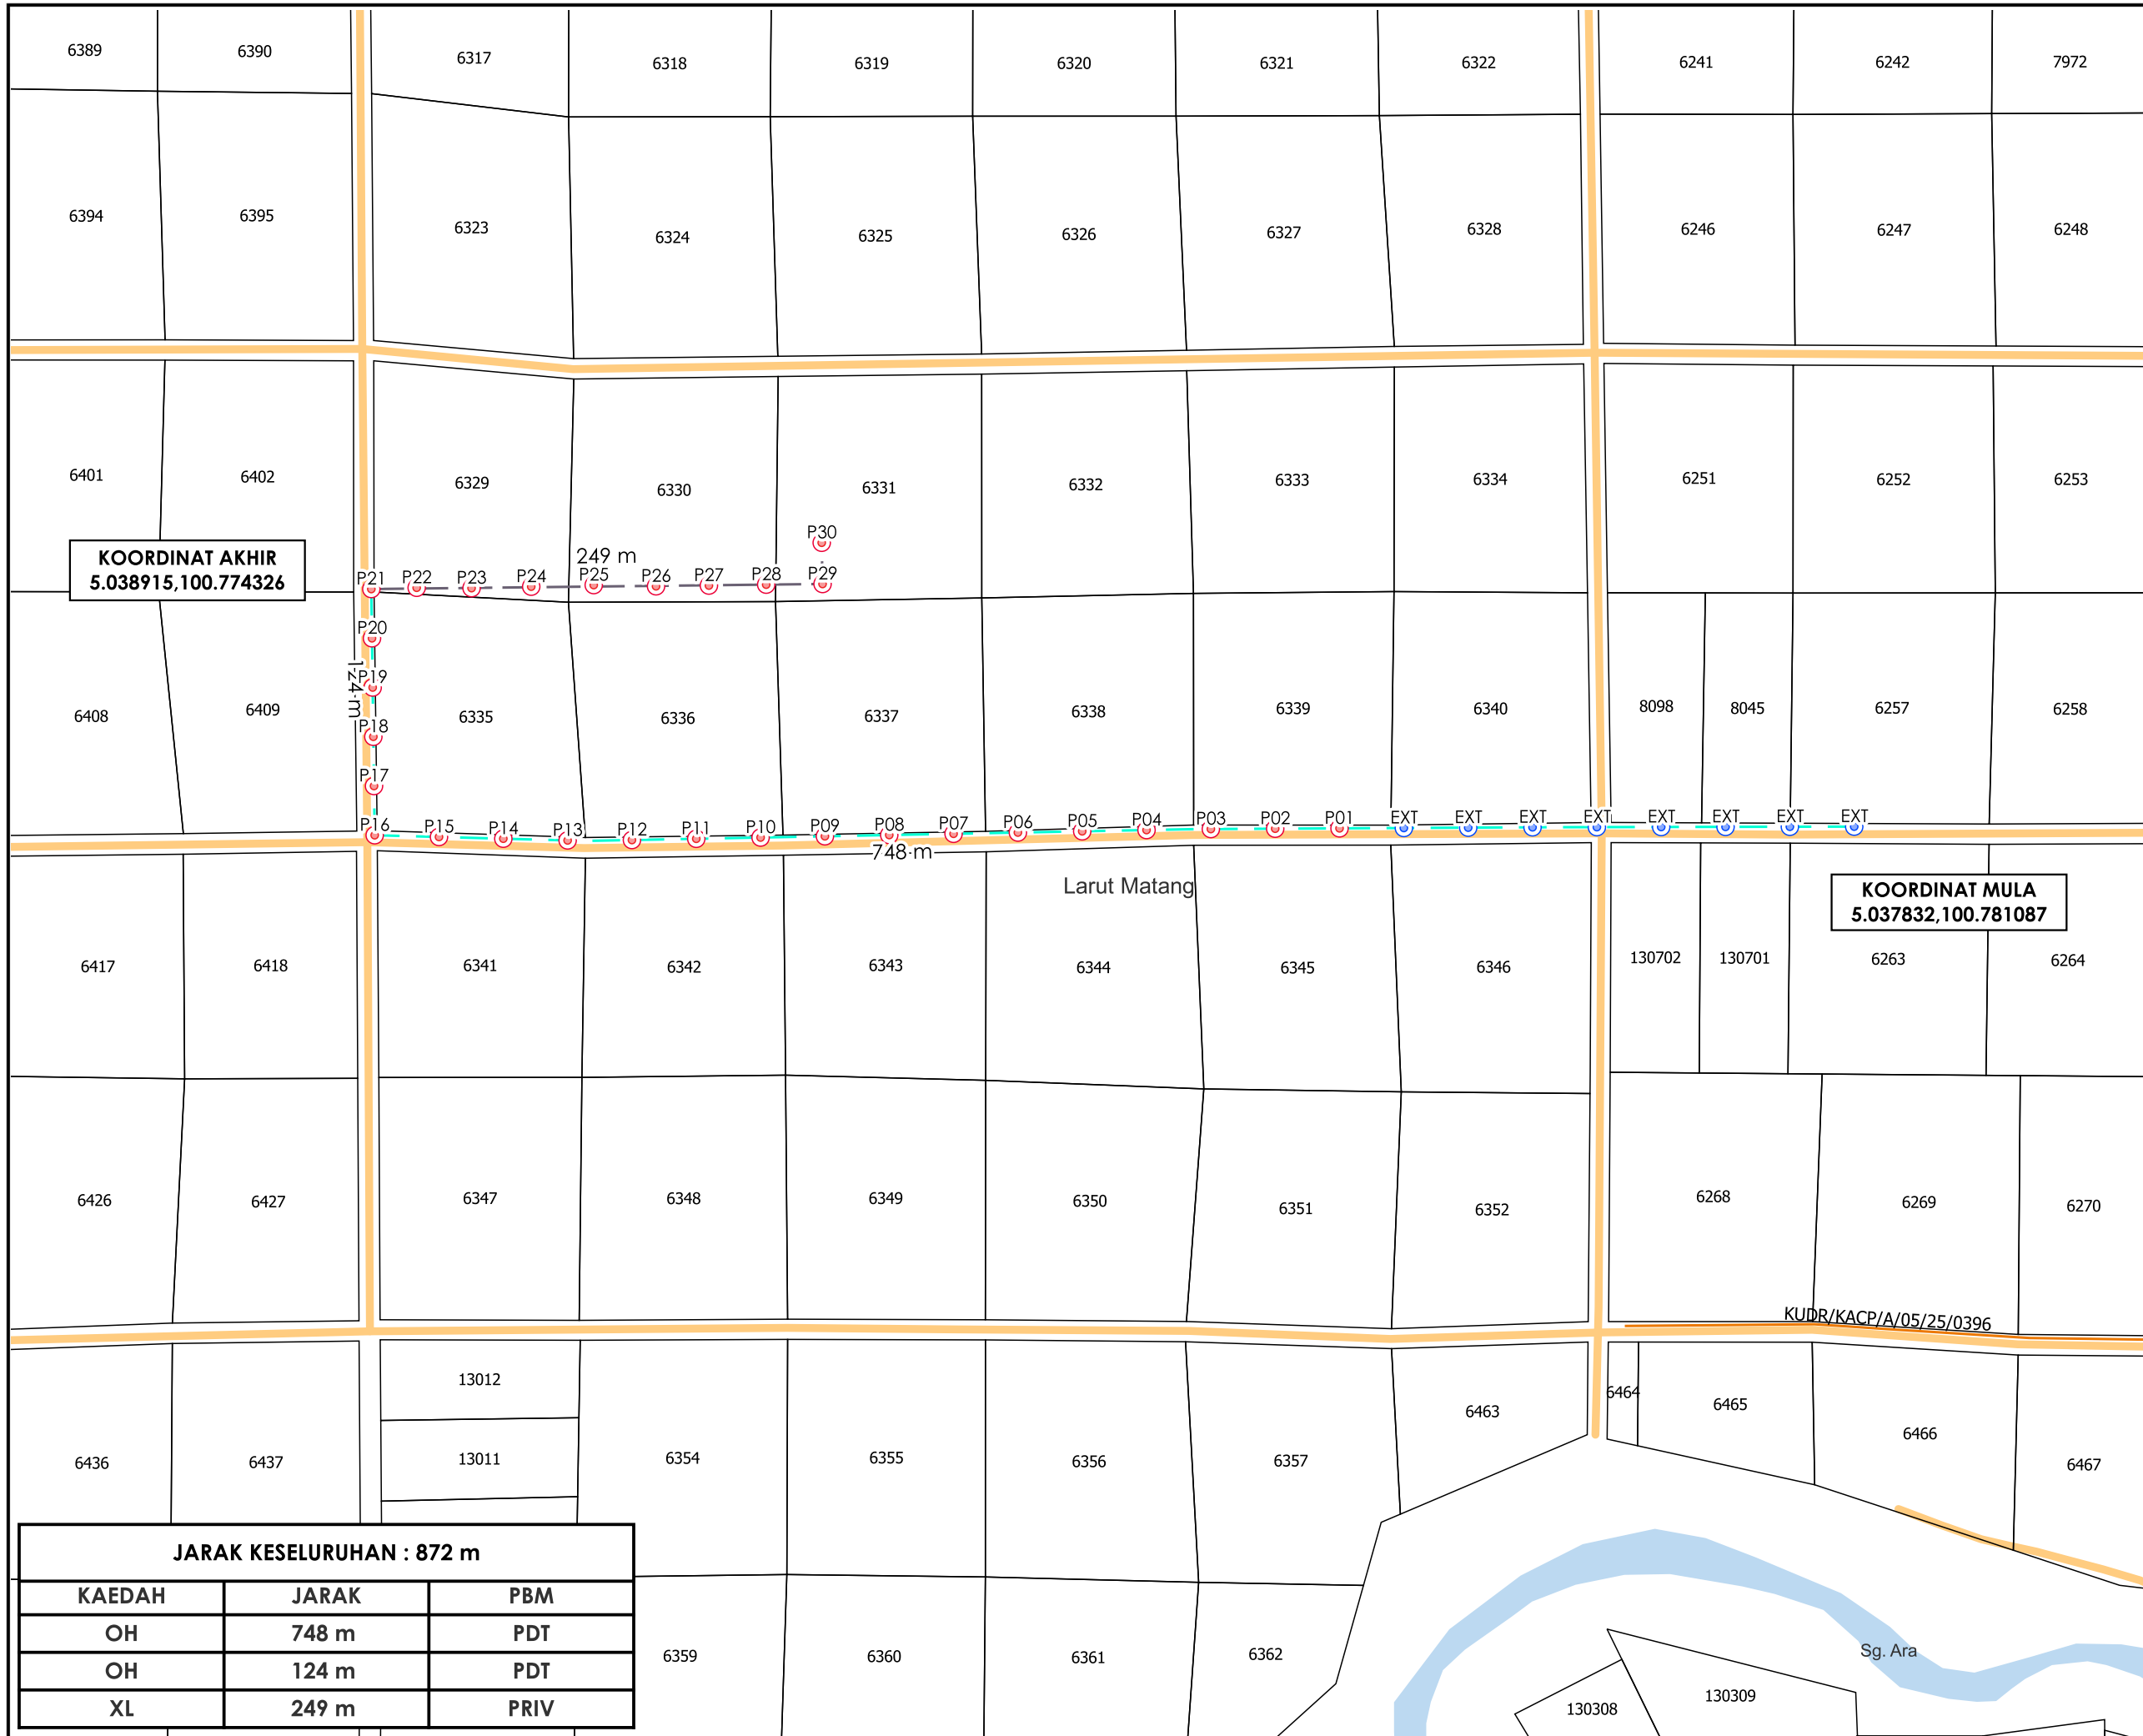 6389
6390
6317
6318
6319
6320
6321
6322
6241
6242
7972
6394
6395
6323
6324
6325
6326
6327
6328
6246
6247
6248
6401
6402
6329
6330
6331
6332
6333
6334
6251
6252
6253
P30
KOORDINAT AKHIR
5.038915,100.774326
249 m
P21
P22
P23
P24
P25
P26
P27
P28
P29
P20
P19
124 m
P18
P17
6408
6409
6335
6336
6337
6338
6339
6340
8098
8045
6257
6258
P16
P15
P14
P13
P12
P11
P10
P09
P08
P07
P06
P05
P04
P03
P02
P01
EXT
EXT
EXT
EXT
EXT
EXT
EXT
EXT
748 m
Larut Matang
KOORDINAT MULA
5.037832,100.781087
6417
6418
6341
6342
6343
6344
6345
6346
130702
130701
6263
6264
6426
6427
6347
6348
6349
6350
6351
6352
6268
6269
6270
KUDR/KACP/A/05/25/0396
13012
6463
6464
6465
6466
6436
6437
13011
6354
6355
6356
6357
6467
JARAK KESELURUHAN : 872 m
KAEDAH JARAK PBM
OH 748 m PDT
OH 124 m PDT
XL 249 m PRIV
6359
6360
6361
6362
Sg. Ara
130308
130309